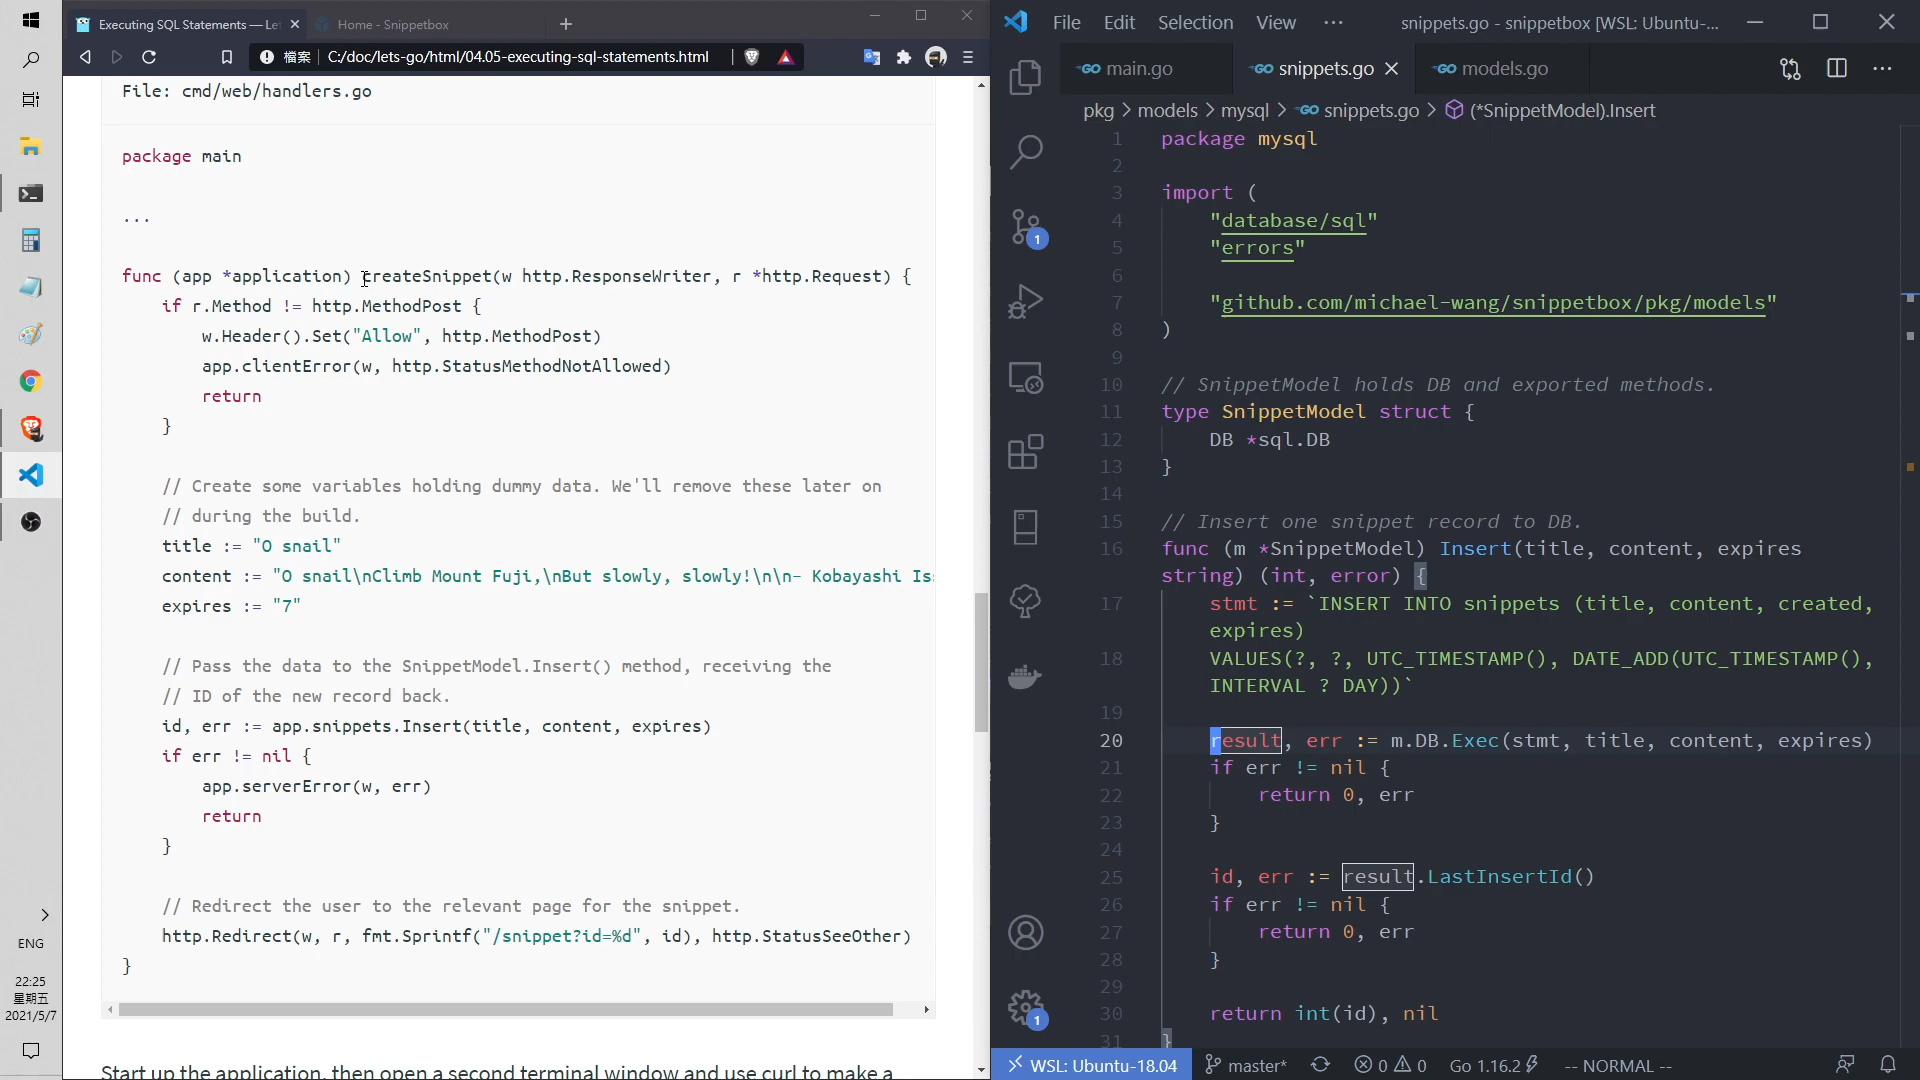 Executing SQL Statements — Let
Home - Snippetbox
檔案
C:/doc/lets-go/html/04.05-executing-sql-statements.html
File: cmd/web/handlers.go
package main
...
func (app *application) createSnippet(w http.ResponseWriter, r *http.Request) {
if r.Method != http.MethodPost {
w.Header().Set("Allow", http.MethodPost)
app.clientError(w, http.StatusMethodNotAllowed)
return
}
// Create some variables holding dummy data. We'll remove these later on
// during the build.
title := "O snail"
content := "O snail\nClimb Mount Fuji,\nBut slowly, slowly!\n\n– Kobayashi Is
expires := "7"
// Pass the data to the SnippetModel.Insert() method, receiving the
// ID of the new record back.
id, err := app.snippets.Insert(title, content, expires)
if err != nil {
app.serverError(w, err)
return
}
// Redirect the user to the relevant page for the snippet.
http.Redirect(w, r, fmt.Sprintf("/snippet?id=%d", id), http.StatusSeeOther)
}
Start up the application, then open a second terminal window and use curl to make a
ENG
22:25
星期五
2021/5/7
File Edit Selection View ···
snippets.go - snippetbox [WSL: Ubuntu-...
main.go
snippets.go
models.go
pkg > models > mysql > snippets.go > (*SnippetModel).Insert
1 package mysql
2
3 import (
4 "database/sql"
5 "errors"
6
7 "github.com/michael-wang/snippetbox/pkg/models"
8 )
9
10 // SnippetModel holds DB and exported methods.
11 type SnippetModel struct {
12 DB *sql.DB
13 }
14
15 // Insert one snippet record to DB.
16 func (m *SnippetModel) Insert(title, content, expires
string) (int, error) {
17 stmt := `INSERT INTO snippets (title, content, created,
expires)
18 VALUES(?, ?, UTC_TIMESTAMP(), DATE_ADD(UTC_TIMESTAMP(),
INTERVAL ? DAY))`
19
20 result, err := m.DB.Exec(stmt, title, content, expires)
21 if err != nil {
22 return 0, err
23 }
24
25 id, err := result.LastInsertId()
26 if err != nil {
27 return 0, err
28 }
29
30 return int(id), nil
31 }
1
1
WSL: Ubuntu-18.04
master*
0 0
Go 1.16.2
-- NORMAL --